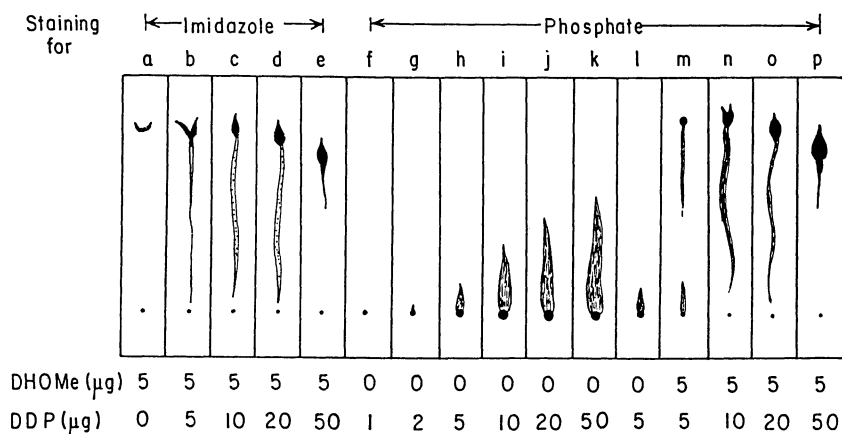 Staining for
Imidazole
Phosphate
a b c d e f g h i j k l m n o p
DHOMe (μg) 5 5 5 5 5 0 0 0 0 0 0 0 5 5 5 5
DDP (μg) 0 5 10 20 50 1 2 5 10 20 50 5 5 10 20 50